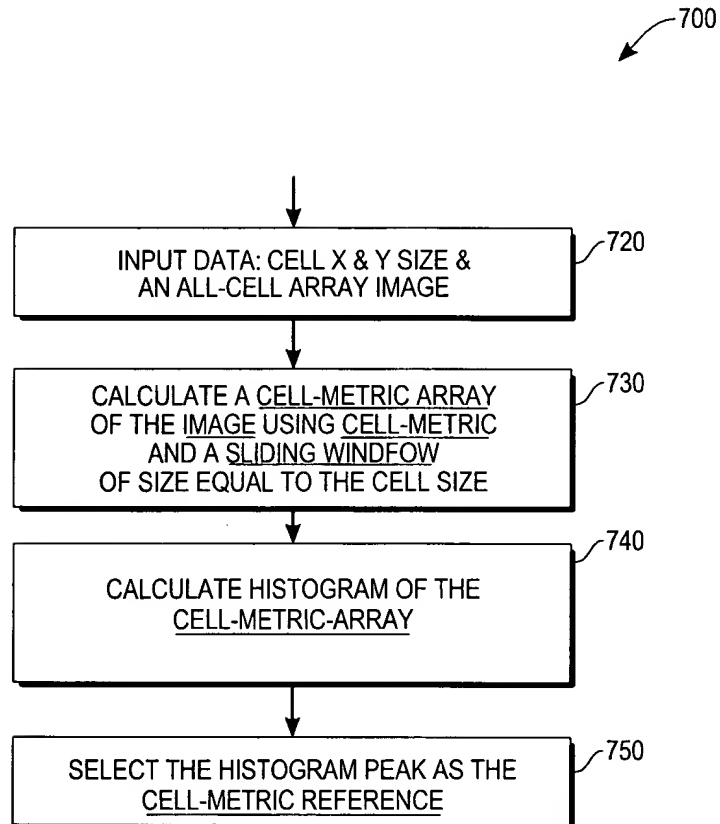 700
INPUT DATA: CELL X & Y SIZE &
AN ALL-CELL ARRAY IMAGE
720
CALCULATE A CELL-METRIC ARRAY
OF THE IMAGE USING CELL-METRIC
AND A SLIDING WINDFOW
OF SIZE EQUAL TO THE CELL SIZE
730
CALCULATE HISTOGRAM OF THE
CELL-METRIC-ARRAY
740
SELECT THE HISTOGRAM PEAK AS THE
CELL-METRIC REFERENCE
750